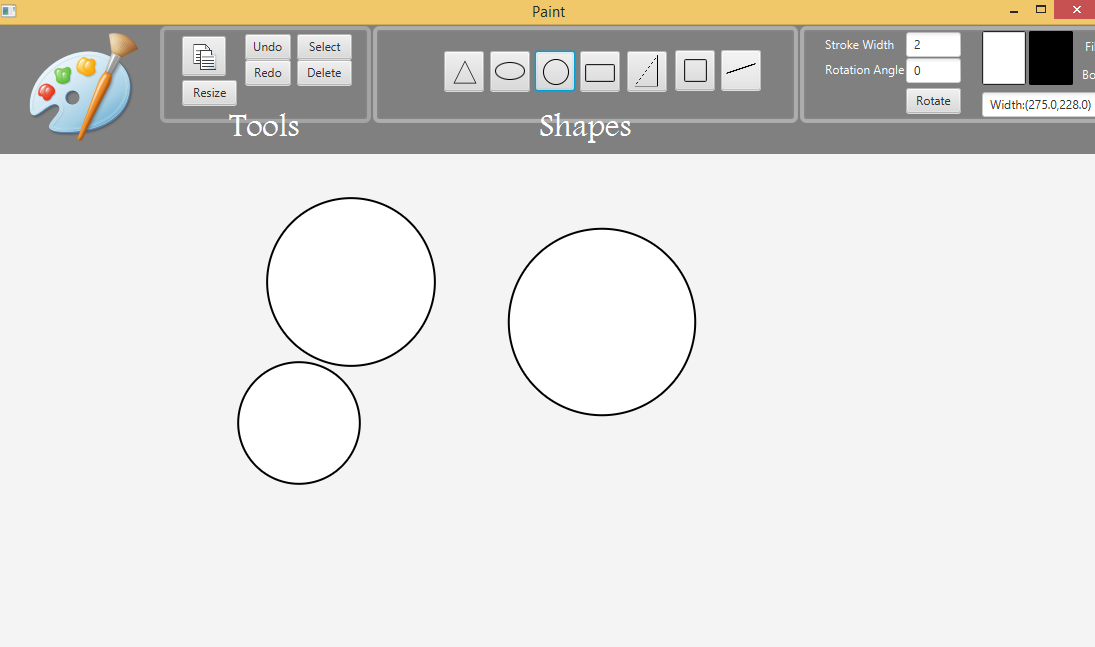 Paint
Undo
Select
Redo
Delete
Resize
Tools
Shapes
Stroke Width
2
Rotation Angle
0
Rotate
Width:(275.0,228.0)